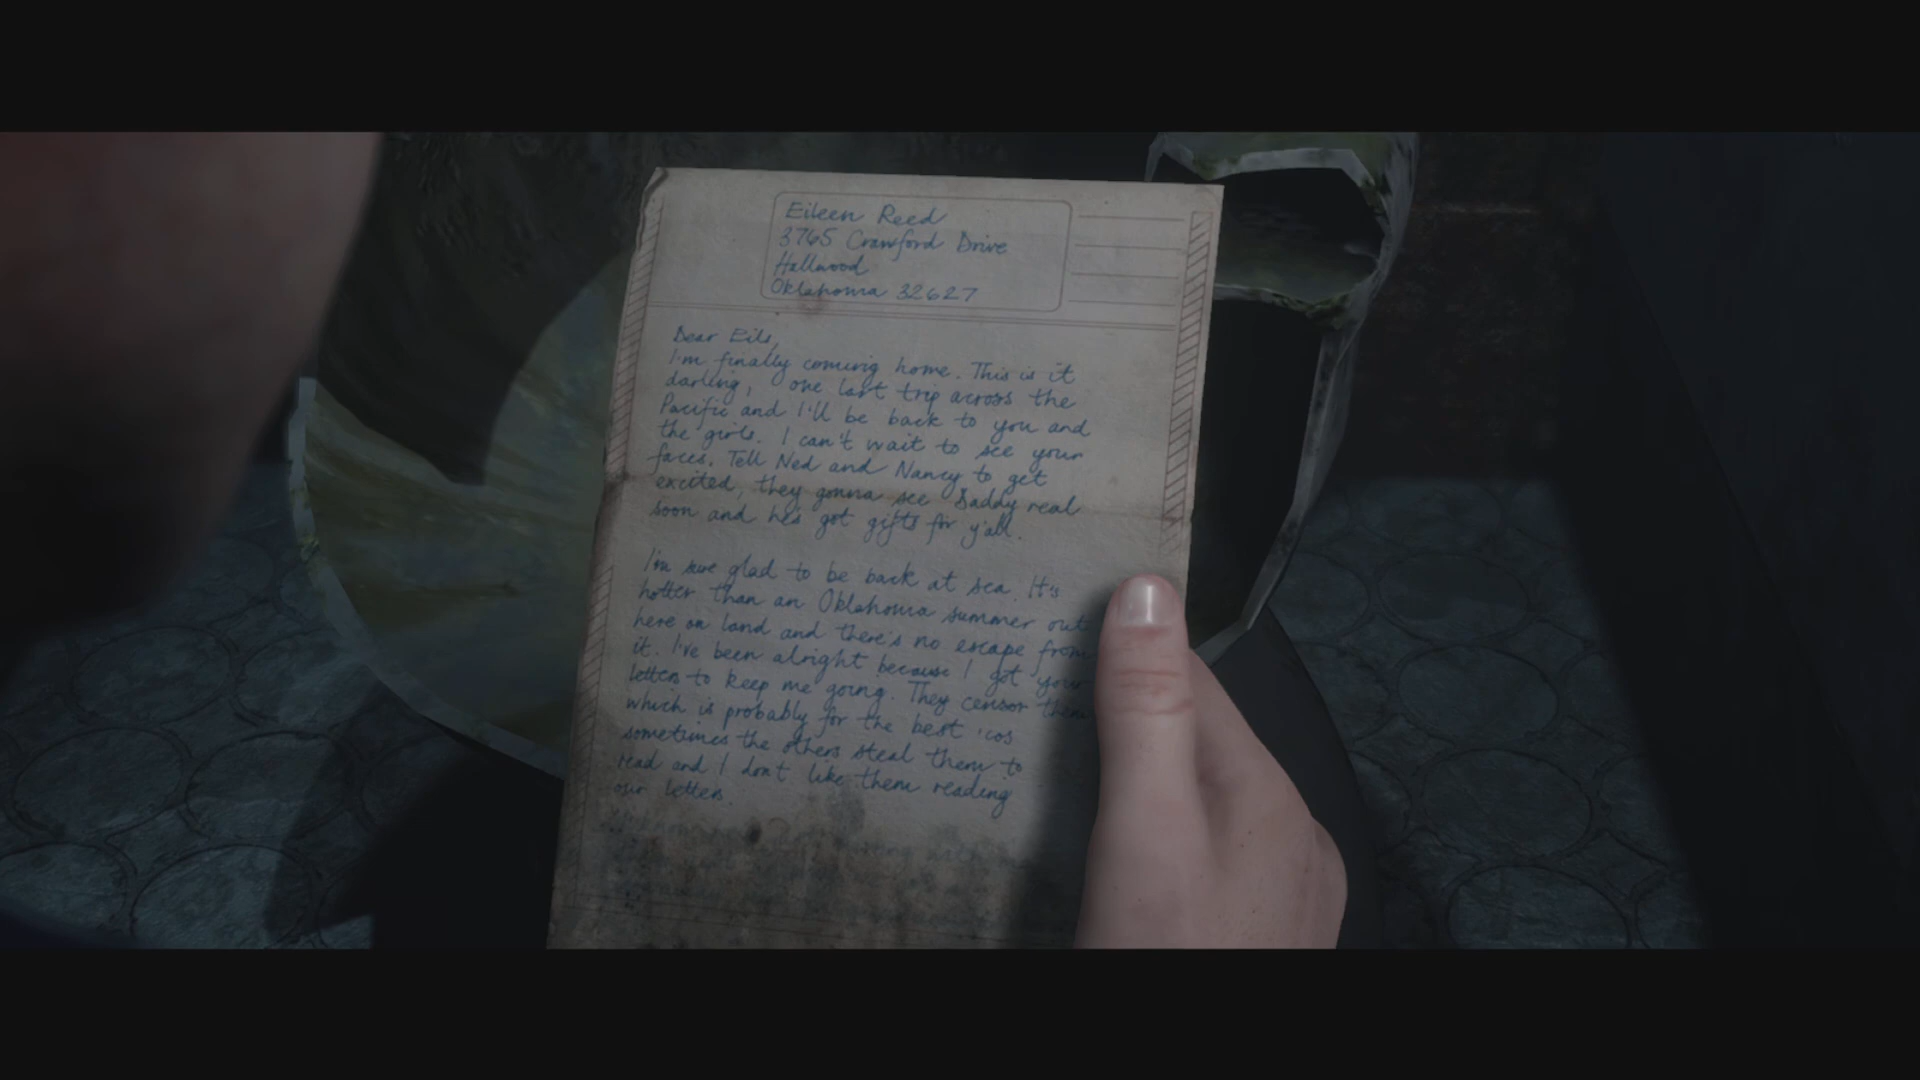 Eileen Reed
3765 Crawford Drive
Hallwood
Oklahoma 32627
Dear Eils,
I'm finally coming home. This is it
darling, one last trip across the
Pacific and I'll be back to you and
the girls. I can't wait to see your
faces. Tell Ned and Nancy to get
excited, they gonna see Daddy real
soon and he's got gifts for y'all.
I'm sure glad to be back at sea. It's
hotter than an Oklahoma summer out
here on land and there's no escape from
it. I've been alright because I got your
letters to keep me going. They censor them
which is probably for the best 'cos
sometimes the others steal them to
read and I don't like them reading
our letters.